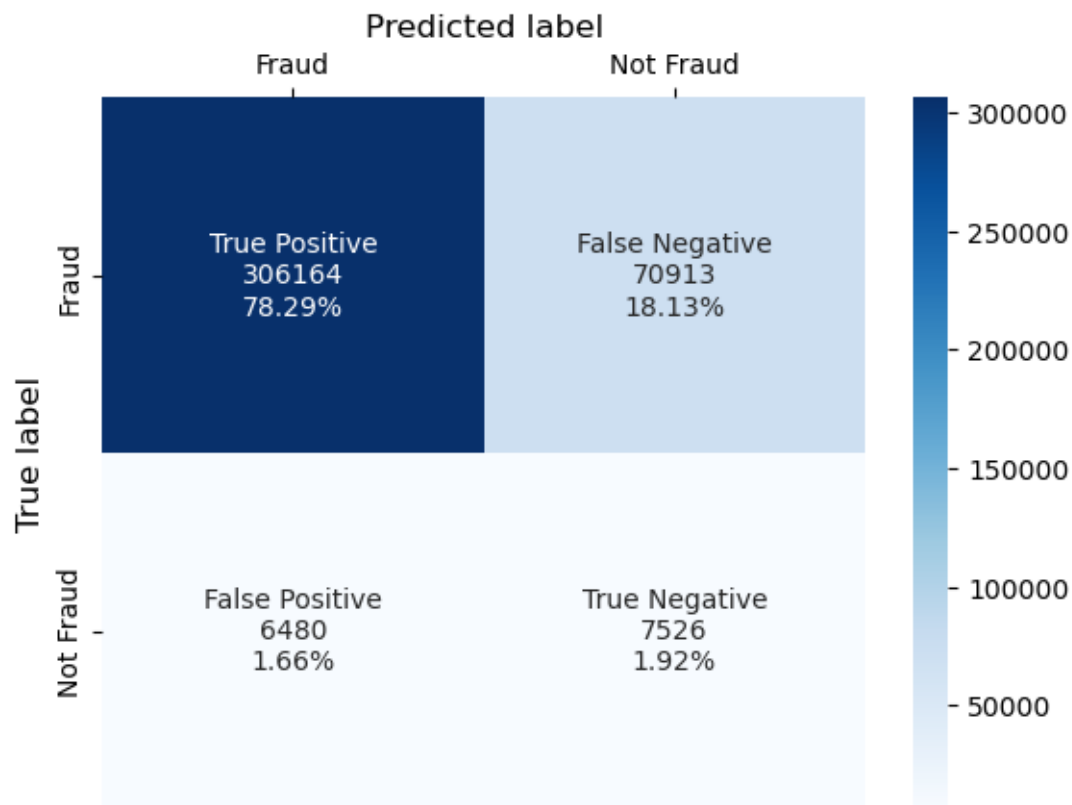 Predicted label
Fraud
Not Fraud
True label
Fraud
True Positive
306164
78.29%
False Negative
70913
18.13%
Not Fraud
False Positive
6480
1.66%
True Negative
7526
1.92%
300000
250000
200000
150000
100000
50000